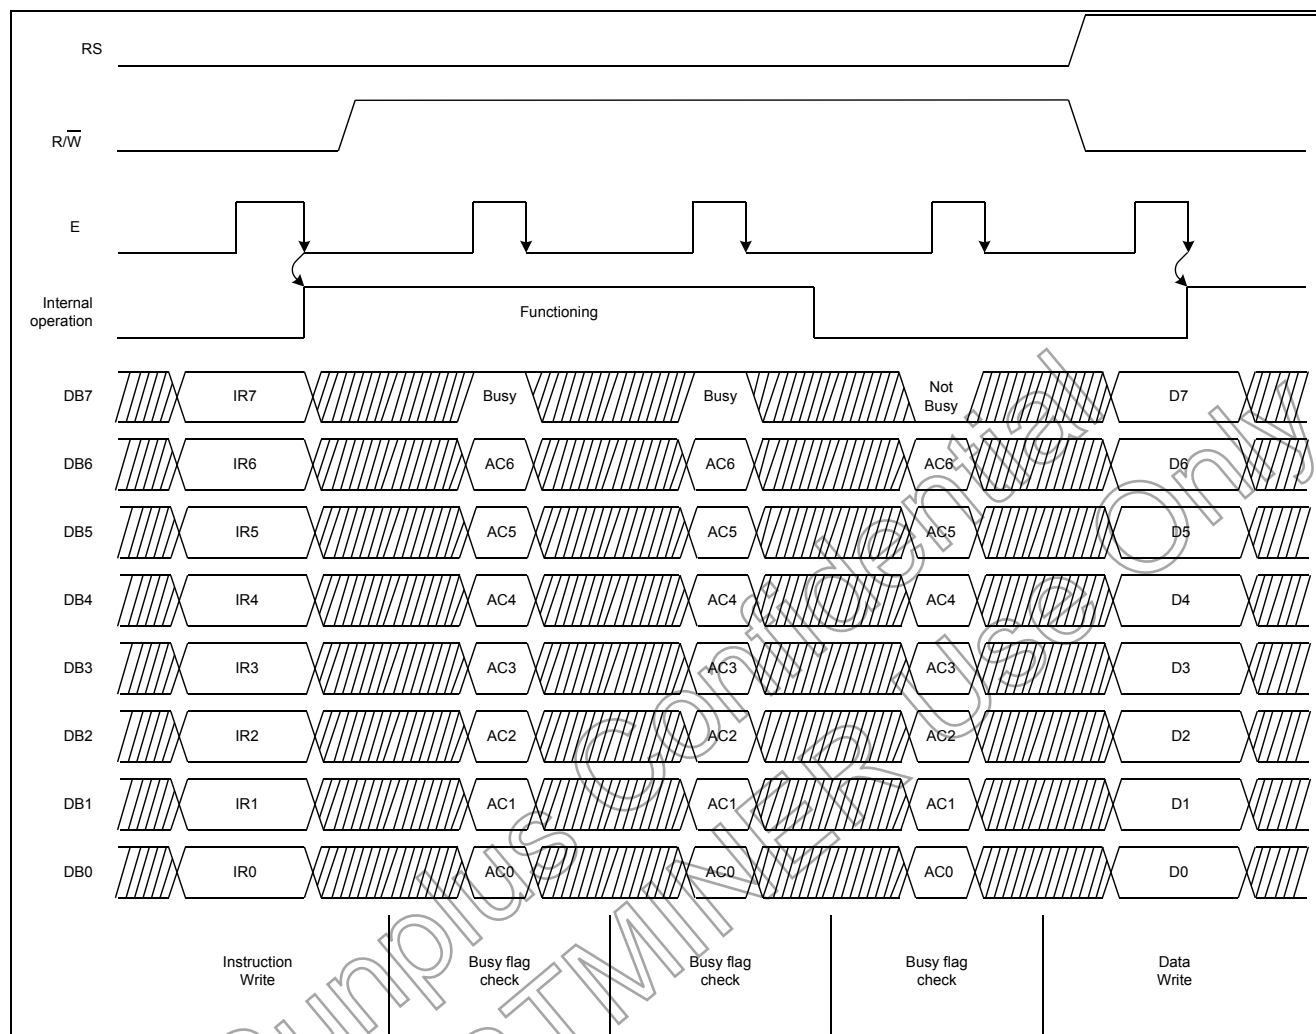 RS
R/W̅
E
Internal
operation
Functioning
DB7 IR7 Busy Busy Not Busy D7
DB6 IR6 AC6 AC6 AC6 D6
DB5 IR5 AC5 AC5 AC5 D5
DB4 IR4 AC4 AC4 AC4 D4
DB3 IR3 AC3 AC3 AC3 D3
DB2 IR2 AC2 AC2 AC2 D2
DB1 IR1 AC1 AC1 AC1 D1
DB0 IR0 AC0 AC0 AC0 D0
Instruction Write
Busy flag check
Busy flag check
Busy flag check
Data Write
Confidential
Use Only